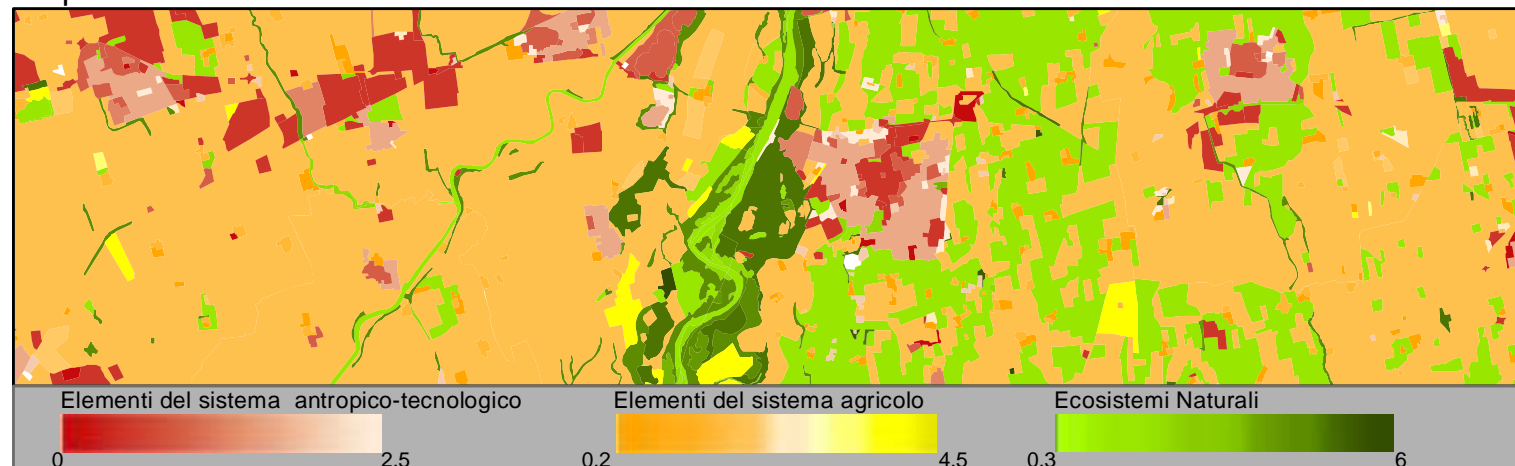 Elementi del sistema antropico-tecnologico
0 2.5
Elementi del sistema agricolo
0.2 4.5
Ecosistemi Naturali
0.3 6